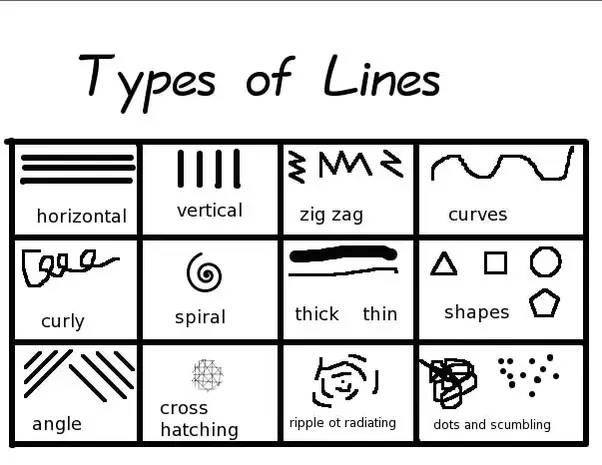 Types of Lines
horizontal
vertical
zig zag
curves
curly
spiral
thick thin
shapes
angle
cross
hatching
ripple ot radiating
dots and scumbling